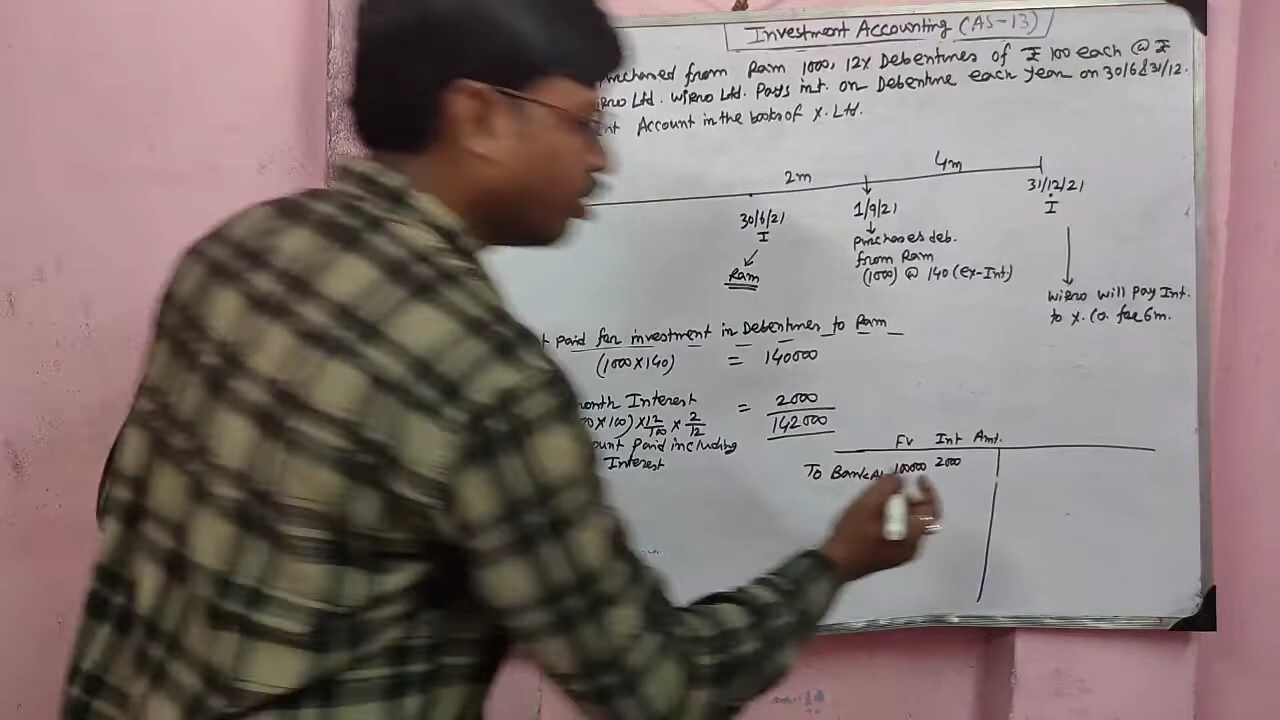 Investment Accounting (AS-13)
purchased from Ram 1000, 12% Debentures of ₹ 100 each @ ₹
Ltd. Wipro Ltd. Pays int. on Debenture each year on 30/6 & 31/12.
Account in the books of X. Ltd.
2m 4m
30/6/21 1/9/21 31/12/21
I I
Ram
purchases deb.
from Ram
(1000) @ 140 (ex-Int)
Wipro will pay Int.
to X. Co. for 6m.
paid for investment in Debentures to Ram
(1000 X 140) = 140000
month Interest = 2000
X 100) X 12/100 X 2/12 142000
paid including
Interest
FV Int Amt.
To Bank A/ 100000 2000